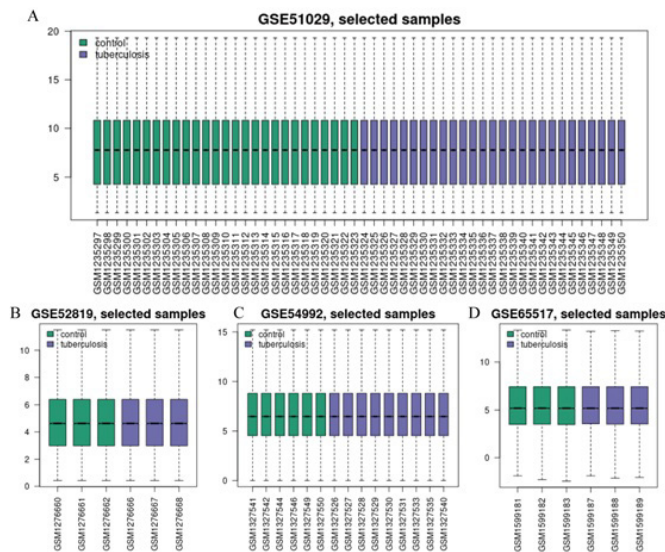 A
GSE51029, selected samples
control
tuberculosis
20
15
10
5
GSM1235297
GSM1235298
GSM1235299
GSM1235300
GSM1235301
GSM1235302
GSM1235303
GSM1235304
GSM1235305
GSM1235306
GSM1235307
GSM1235308
GSM1235309
GSM1235310
GSM1235311
GSM1235312
GSM1235313
GSM1235314
GSM1235315
GSM1235316
GSM1235317
GSM1235318
GSM1235319
GSM1235320
GSM1235321
GSM1235322
GSM1235323
GSM1235324
GSM1235325
GSM1235326
GSM1235327
GSM1235328
GSM1235329
GSM1235330
GSM1235331
GSM1235332
GSM1235333
GSM1235334
GSM1235335
GSM1235336
GSM1235337
GSM1235338
GSM1235339
GSM1235340
GSM1235341
GSM1235342
GSM1235343
GSM1235344
GSM1235345
GSM1235346
GSM1235347
GSM1235348
GSM1235349
GSM1235350
B
GSE52819, selected samples
control
tuberculosis
10
8
6
4
2
0
GSM1276660
GSM1276661
GSM1276662
GSM1276666
GSM1276667
GSM1276668
C
GSE54992, selected samples
control
tuberculosis
15
10
5
0
GSM1327541
GSM1327542
GSM1327544
GSM1327546
GSM1327549
GSM1327550
GSM1327526
GSM1327527
GSM1327528
GSM1327529
GSM1327530
GSM1327531
GSM1327533
GSM1327535
GSM1327540
D
GSE65517, selected samples
control
tuberculosis
10
5
0
GSM1599181
GSM1599182
GSM1599183
GSM1599187
GSM1599188
GSM1599189